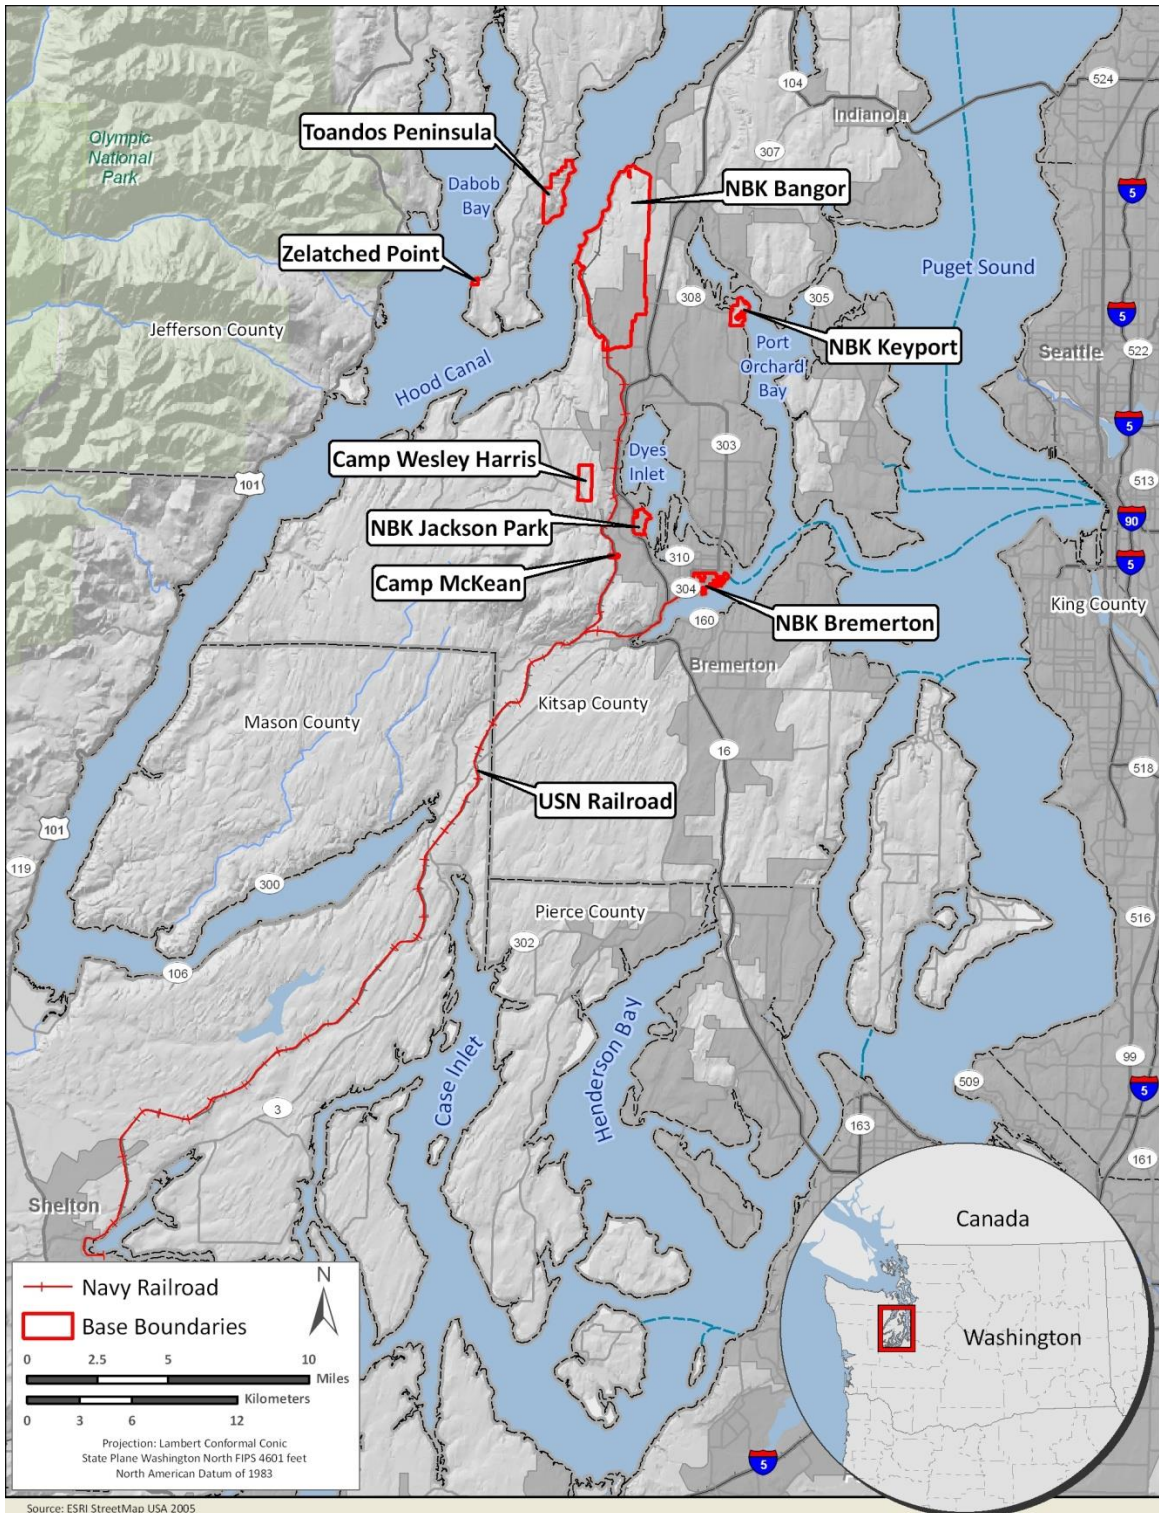 104
524
Indianola
Toandos Peninsula
Olympic
National
Park
307
Dabob
Bay
NBK Bangor
5
Zelatched Point
Puget Sound
308
305
5
Jefferson County
NBK Keyport
Seattle
522
Port
Orchard
Bay
Hood Canal
5
303
Dyes
Inlet
Camp Wesley Harris
101
513
NBK Jackson Park
90
310
5
Camp McKean
304
King County
160
NBK Bremerton
Bremerton
Kitsap County
Mason County
16
518
USN Railroad
101
119
300
Pierce County
516
302
106
Henderson Bay
Case Inlet
99
509
5
3
163
161
Shelton
Canada
Washington
Navy Railroad
N
Base Boundaries
0 2.5 5 10
Miles
Kilometers
0 3 6 12
Projection: Lambert Conformal Conic
State Plane Washington North FIPS 4601 feet
North American Datum of 1983
5
Source: ESRI StreetMap USA 2005